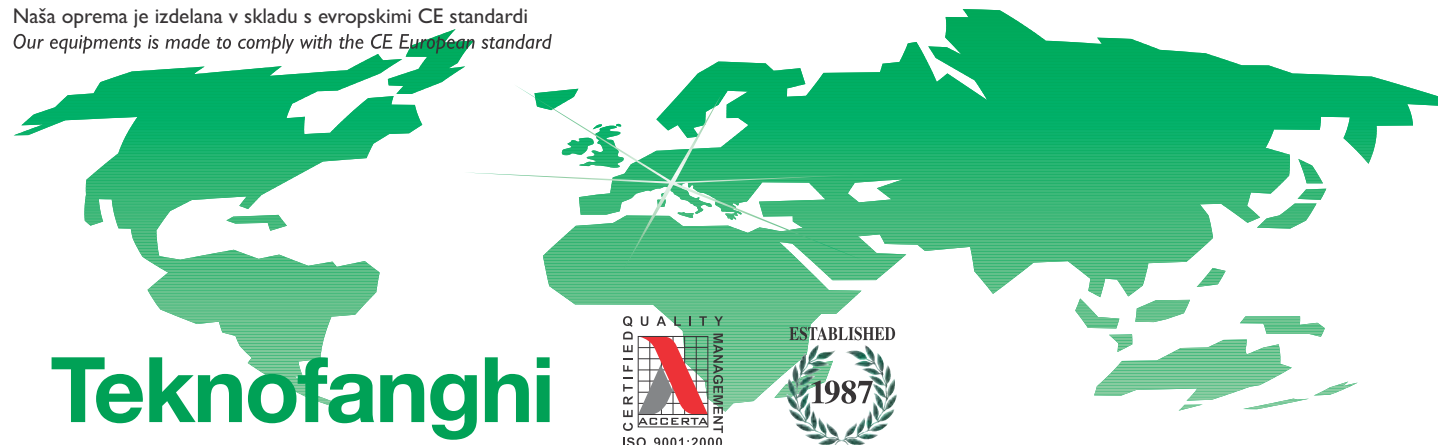 Naša oprema je izdelana v skladu s evropskimi CE standardi
Our equipments is made to comply with the CE European standard
Teknofanghi
CERTIFIED
QUALITY
MANAGEMENT
ACCERTA
ISO 9001:2000
ESTABLISHED
1987